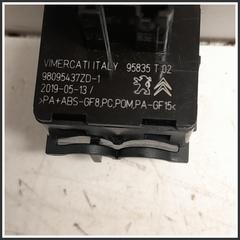 VIMERCATI ITALY 95835 T 02
98095437ZD-1
2019-05-13/
>PA+ABS-GF8,PC,POM,PA-GF15<